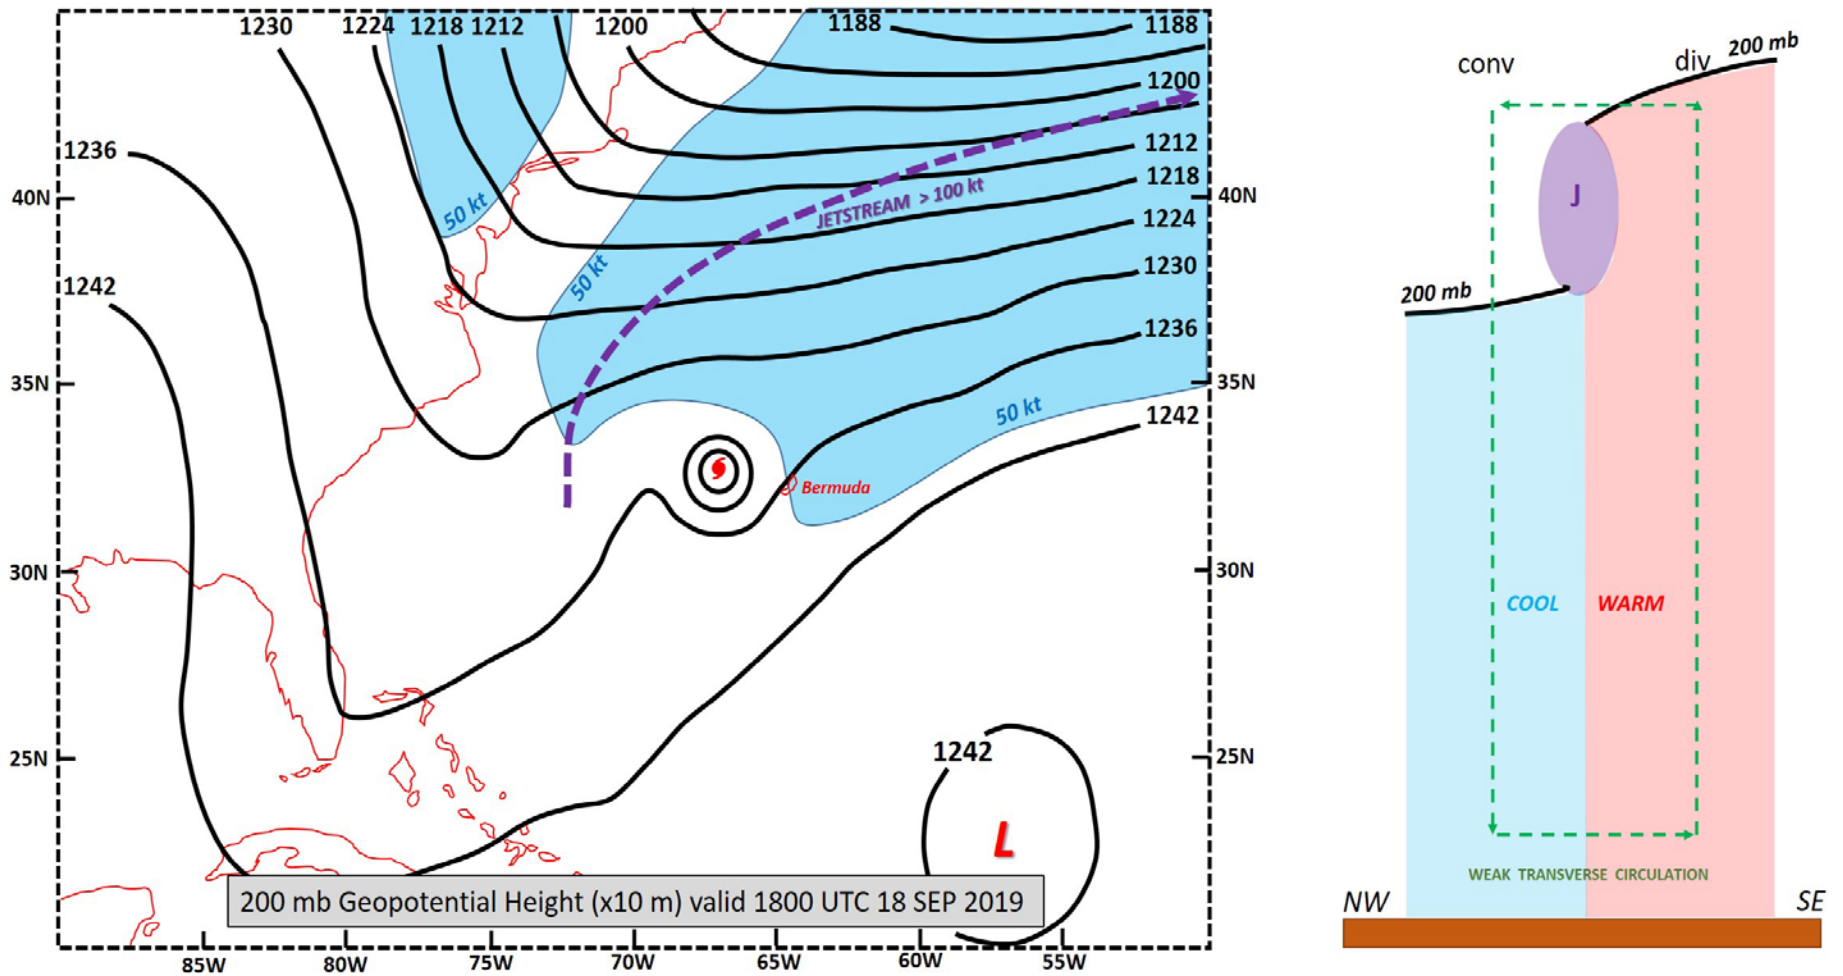 1230
1224
1218
1212
1200
1188
1188
1200
1236
1212
40N
40N
1218
50 kt
JETSTREAM > 100 kt
1224
50 kt
1242
1230
1236
35N
35N
50 kt
1242
Bermuda
30N
30N
25N
25N
1242
L
200 mb Geopotential Height (x10 m) valid 1800 UTC 18 SEP 2019
85W
80W
75W
70W
65W
60W
55W
conv
div
200 mb
J
200 mb
COOL
WARM
WEAK TRANSVERSE CIRCULATION
NW
SE